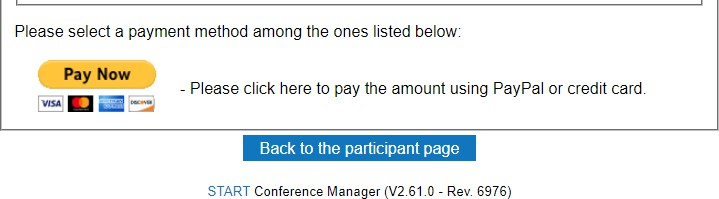 Please select a payment method among the ones listed below:
Pay Now
- Please click here to pay the amount using PayPal or credit card.
VISA DISCOVER
Back to the participant page
START Conference Manager (V2.61.0 - Rev. 6976)